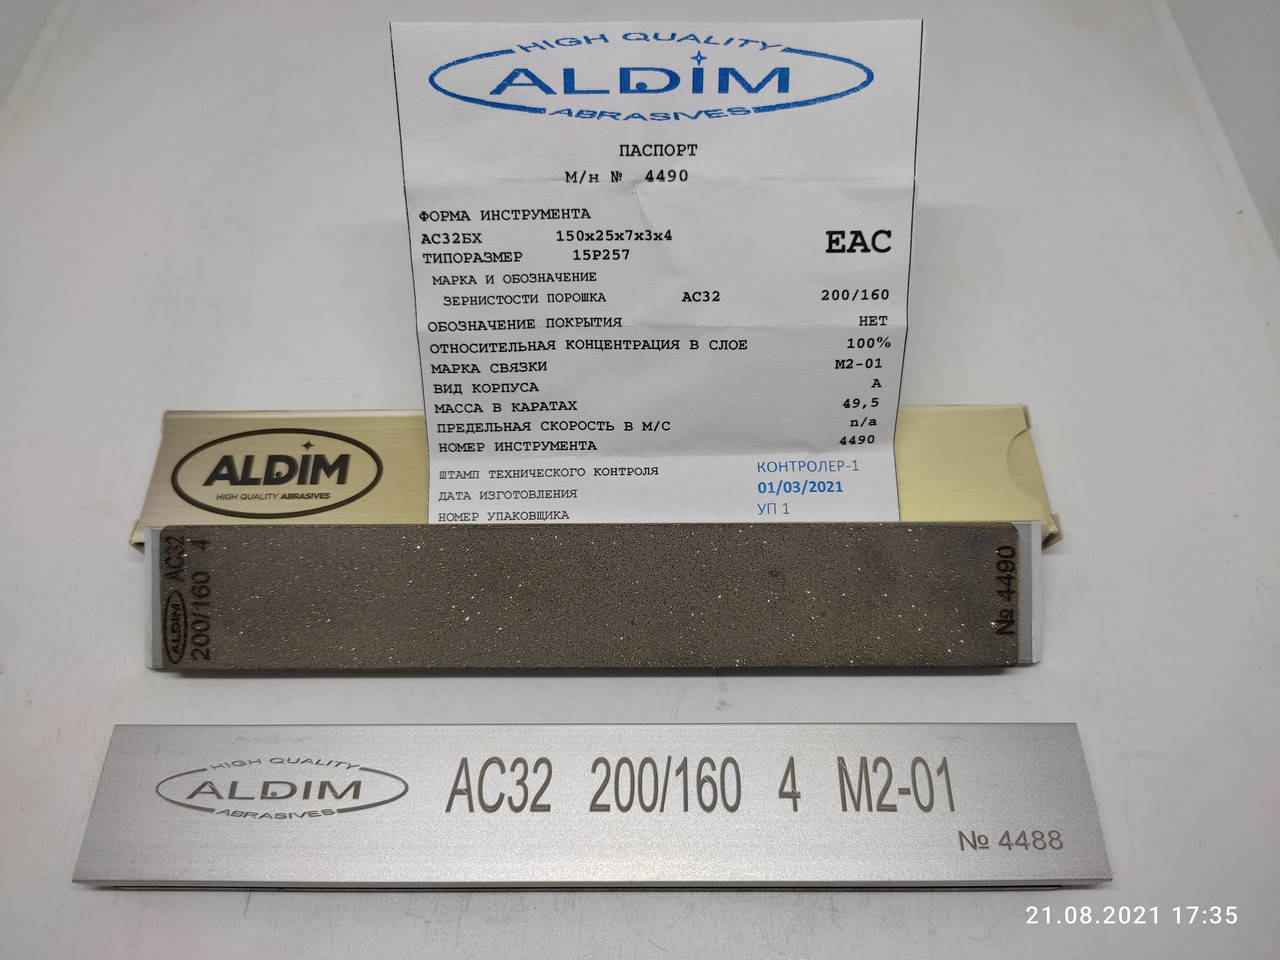 HIGH QUALITY
ALDIM
ABRASIVES
ПАСПОРТ
М/н № 4490
ФОРМА ИНСТРУМЕНТА
АС32БХ 150х25х7х3х4
ТИПОРАЗМЕР 15Р257
ЕАС
МАРКА И ОБОЗНАЧЕНИЕ
ЗЕРНИСТОСТИ ПОРОШКА АС32 200/160
ОБОЗНАЧЕНИЕ ПОКРЫТИЯ НЕТ
ОТНОСИТЕЛЬНАЯ КОНЦЕНТРАЦИЯ В СЛОЕ 100%
МАРКА СВЯЗКИ М2-01
ВИД КОРПУСА А
МАССА В КАРАТАХ 49,5
ПРЕДЕЛЬНАЯ СКОРОСТЬ В М/С n/a
НОМЕР ИНСТРУМЕНТА 4490
ШТАМП ТЕХНИЧЕСКОГО КОНТРОЛЯ КОНТРОЛЕР-1
ДАТА ИЗГОТОВЛЕНИЯ 01/03/2021
НОМЕР УПАКОВЩИКА УП 1
ALDIM
HIGH QUALITY ABRASIVES
ALDIM
АС32 4
200/160
№ 4490
HIGH QUALITY
ALDIM
ABRASIVES
АС32 200/160 4 М2-01
№ 4488
21.08.2021 17:35